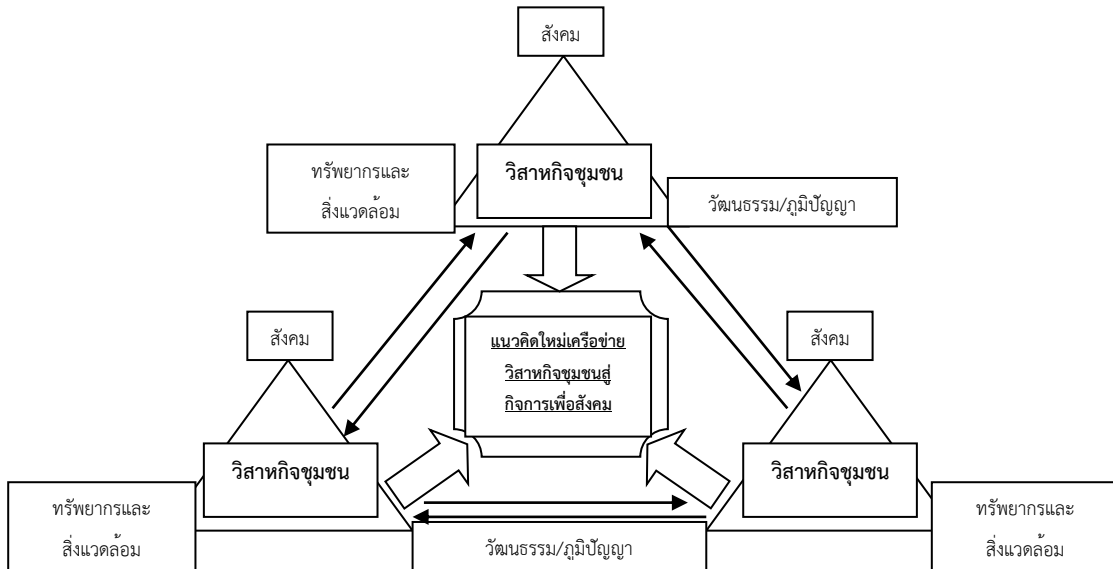 สังคม
ทรัพยากรและ
สิ่งแวดล้อม
วิสาหกิจชุมชน
วัฒนธรรม/ภูมิปัญญา
สังคม
แนวคิดใหม่เครือข่าย
วิสาหกิจชุมชนสู่
กิจการเพื่อสังคม
สังคม
วิสาหกิจชุมชน
วิสาหกิจชุมชน
ทรัพยากรและ
สิ่งแวดล้อม
วัฒนธรรม/ภูมิปัญญา
ทรัพยากรและ
สิ่งแวดล้อม